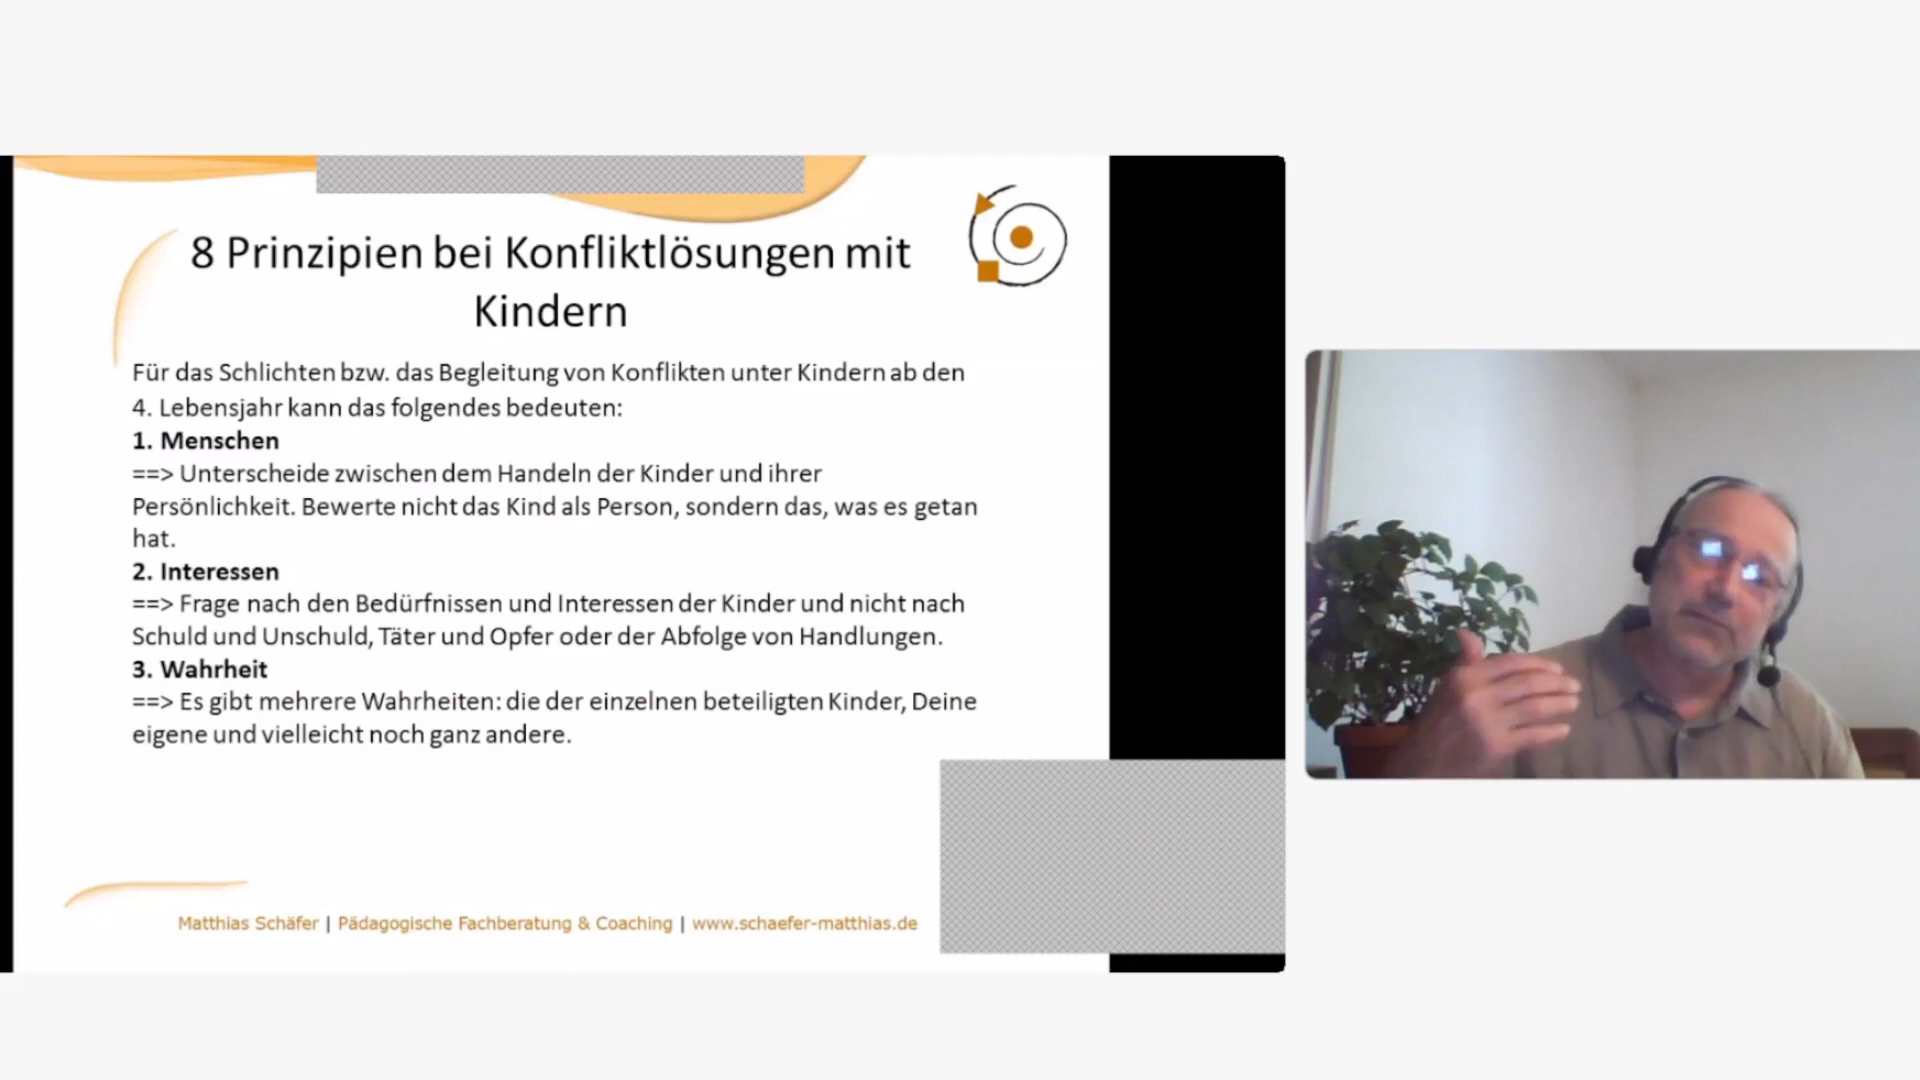 8 Prinzipien bei Konfliktlösungen mit
Kindern
Für das Schlichten bzw. das Begleitung von Konflikten unter Kindern ab den
4. Lebensjahr kann das folgendes bedeuten:
1. Menschen
==> Unterscheide zwischen dem Handeln der Kinder und ihrer
Persönlichkeit. Bewerte nicht das Kind als Person, sondern das, was es getan
hat.
2. Interessen
==> Frage nach den Bedürfnissen und Interessen der Kinder und nicht nach
Schuld und Unschuld, Täter und Opfer oder der Abfolge von Handlungen.
3. Wahrheit
==> Es gibt mehrere Wahrheiten: die der einzelnen beteiligten Kinder, Deine
eigene und vielleicht noch ganz andere.
Matthias Schäfer | Pädagogische Fachberatung & Coaching | www.schaefer-matthias.de